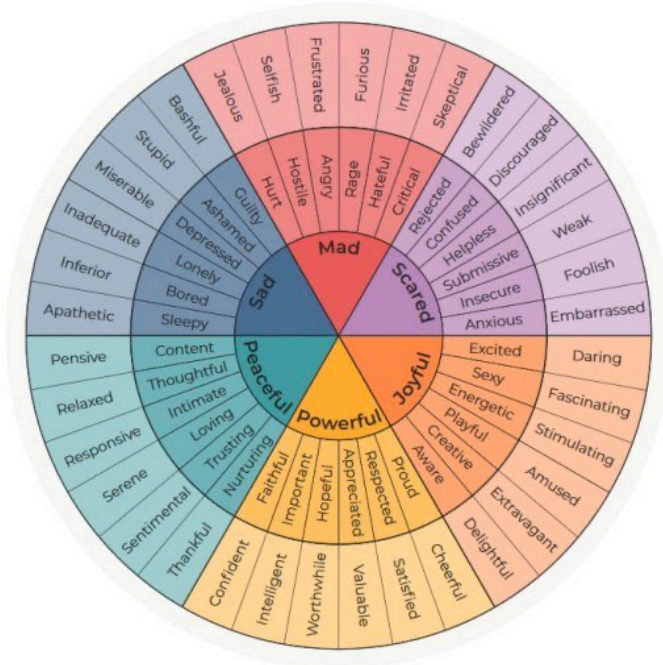 Mad
Scared
Joyful
Powerful
Peaceful
Sad
Hurt
Hostile
Angry
Rage
Hateful
Critical
Rejected
Confused
Helpless
Submissive
Insecure
Anxious
Excited
Sexy
Energetic
Playful
Creative
Aware
Proud
Respected
Appreciated
Hopeful
Important
Faithful
Nurturing
Trusting
Loving
Intimate
Thoughtful
Content
Sleepy
Bored
Lonely
Depressed
Ashamed
Guilty
Jealous
Selfish
Frustrated
Furious
Irritated
Skeptical
Bewildered
Discouraged
Insignificant
Weak
Foolish
Embarrassed
Daring
Fascinating
Stimulating
Amused
Extravagant
Delightful
Cheerful
Satisfied
Valuable
Worthwhile
Intelligent
Confident
Thankful
Sentimental
Serene
Responsive
Relaxed
Pensive
Apathetic
Inferior
Inadequate
Miserable
Stupid
Bashful